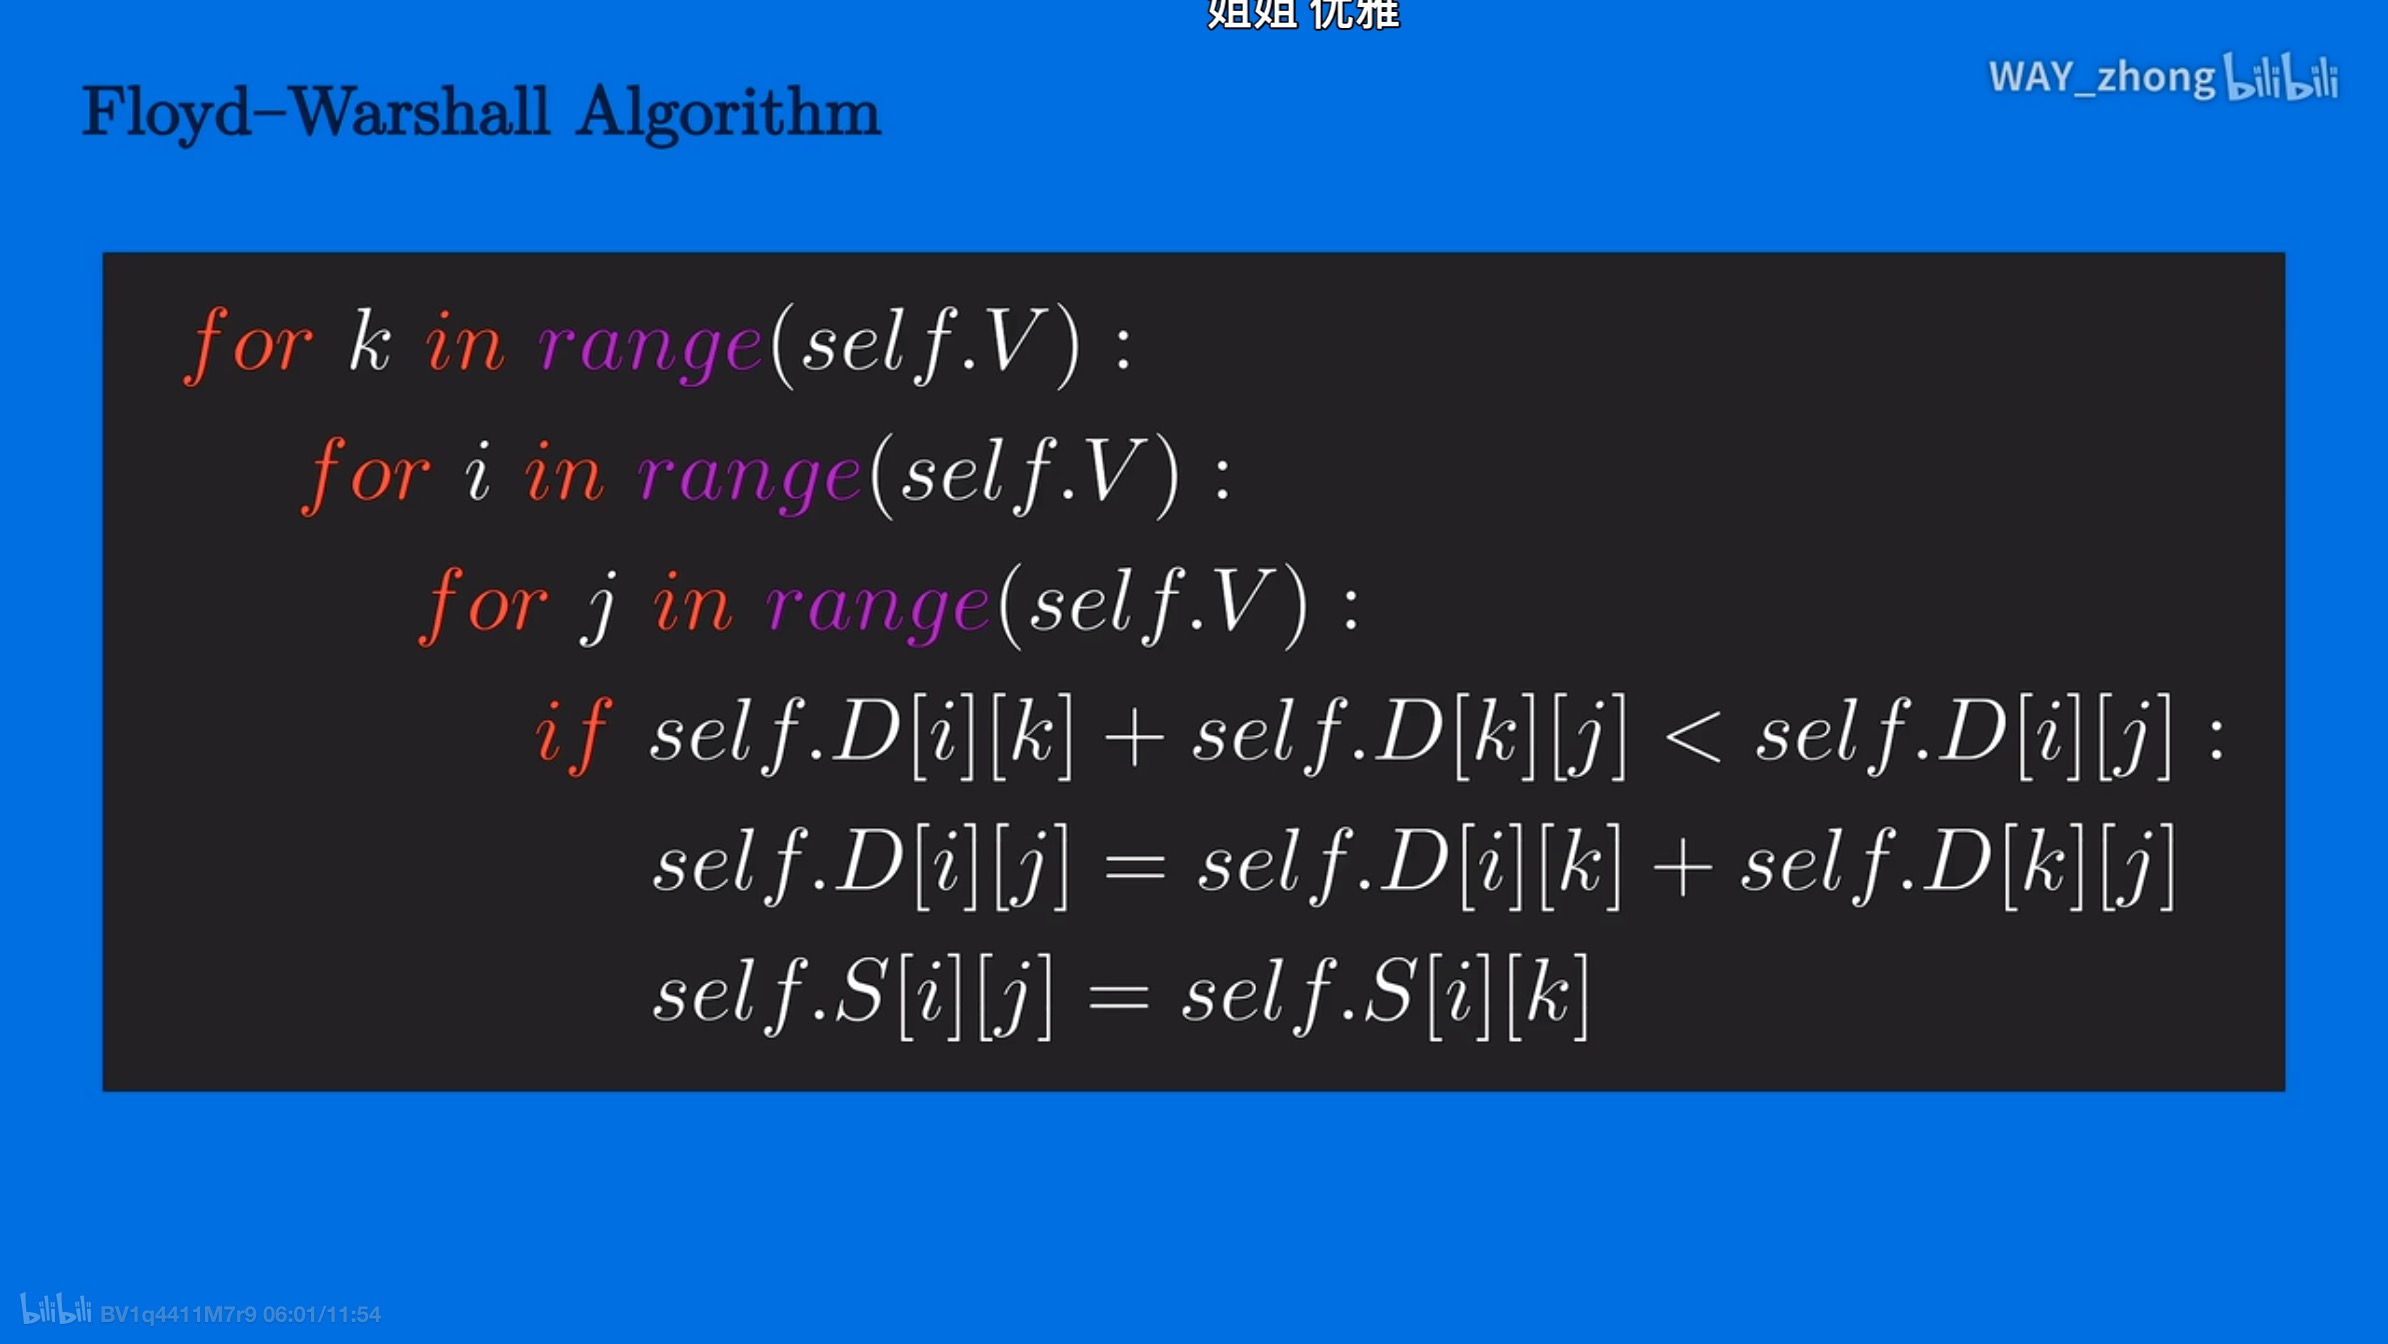 姐姐 优雅
WAY_zhong bilibili
Floyd–Warshall Algorithm
for k in range(self.V) :
for i in range(self.V) :
for j in range(self.V) :
if self.D[i][k] + self.D[k][j] < self.D[i][j] :
self.D[i][j] = self.D[i][k] + self.D[k][j]
self.S[i][j] = self.S[i][k]
bilibili BV1q4411M7r9 06:01/11:54